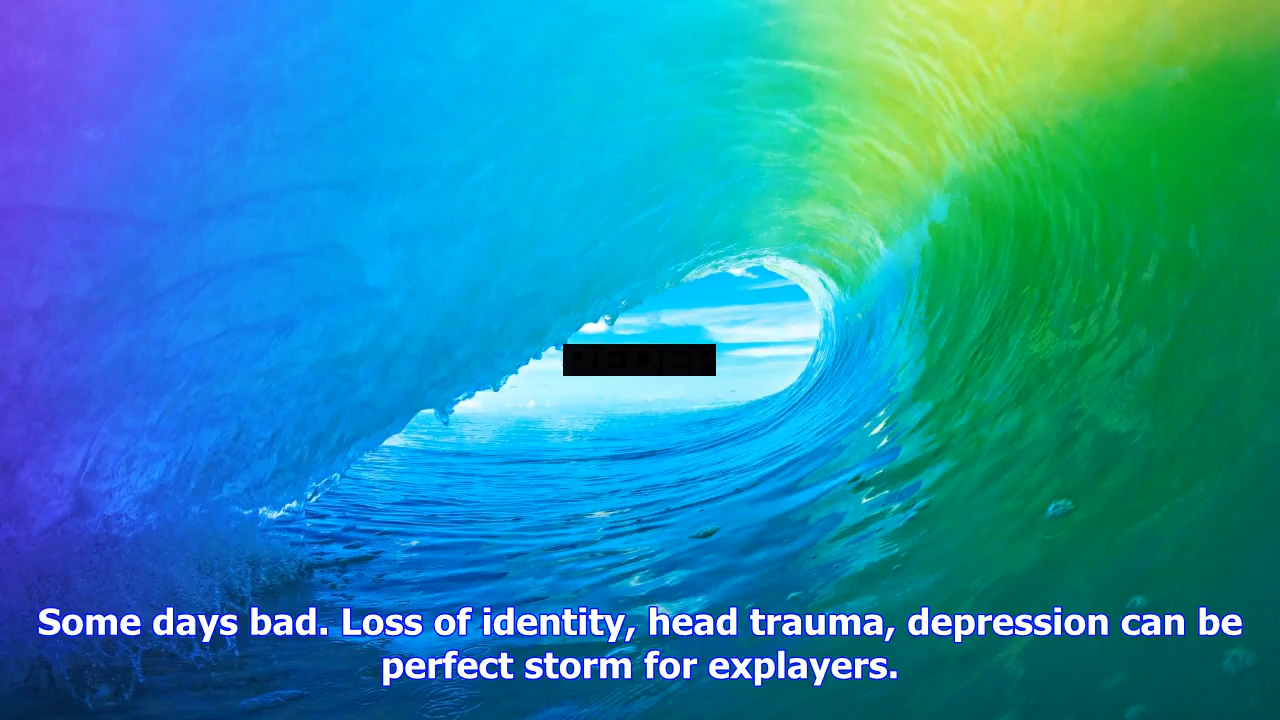 Some days bad. Loss of identity, head trauma, depression can be
perfect storm for explayers.